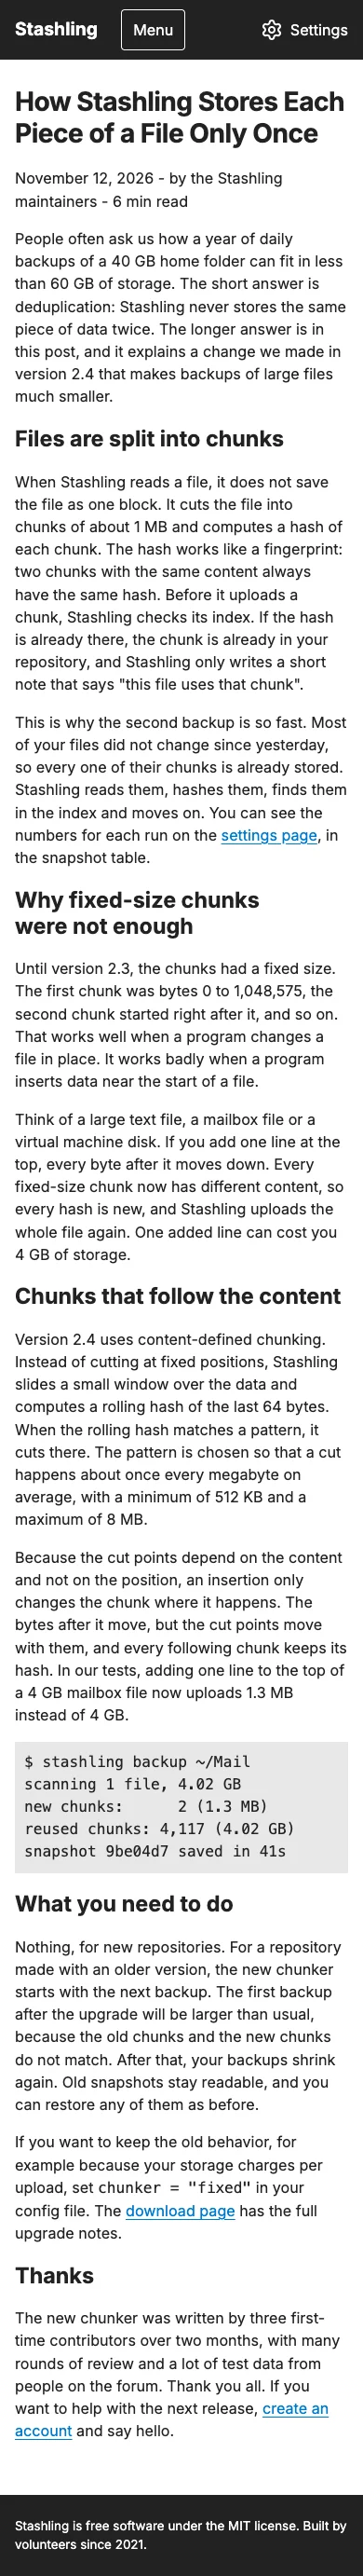 Stashling
Menu
Settings
How Stashling Stores Each
Piece of a File Only Once
November 12, 2026 - by the Stashling
maintainers - 6 min read
People often ask us how a year of daily
backups of a 40 GB home folder can fit in less
than 60 GB of storage. The short answer is
deduplication: Stashling never stores the same
piece of data twice. The longer answer is in
this post, and it explains a change we made in
version 2.4 that makes backups of large files
much smaller.
Files are split into chunks
When Stashling reads a file, it does not save
the file as one block. It cuts the file into
chunks of about 1 MB and computes a hash of
each chunk. The hash works like a fingerprint:
two chunks with the same content always
have the same hash. Before it uploads a
chunk, Stashling checks its index. If the hash
is already there, the chunk is already in your
repository, and Stashling only writes a short
note that says "this file uses that chunk".
This is why the second backup is so fast. Most
of your files did not change since yesterday,
so every one of their chunks is already stored.
Stashling reads them, hashes them, finds them
in the index and moves on. You can see the
numbers for each run on the settings page, in
the snapshot table.
Why fixed-size chunks
were not enough
Until version 2.3, the chunks had a fixed size.
The first chunk was bytes 0 to 1,048,575, the
second chunk started right after it, and so on.
That works well when a program changes a
file in place. It works badly when a program
inserts data near the start of a file.
Think of a large text file, a mailbox file or a
virtual machine disk. If you add one line at the
top, every byte after it moves down. Every
fixed-size chunk now has different content, so
every hash is new, and Stashling uploads the
whole file again. One added line can cost you
4 GB of storage.
Chunks that follow the content
Version 2.4 uses content-defined chunking.
Instead of cutting at fixed positions, Stashling
slides a small window over the data and
computes a rolling hash of the last 64 bytes.
When the rolling hash matches a pattern, it
cuts there. The pattern is chosen so that a cut
happens about once every megabyte on
average, with a minimum of 512 KB and a
maximum of 8 MB.
Because the cut points depend on the content
and not on the position, an insertion only
changes the chunk where it happens. The
bytes after it move, but the cut points move
with them, and every following chunk keeps its
hash. In our tests, adding one line to the top of
a 4 GB mailbox file now uploads 1.3 MB
instead of 4 GB.
$ stashling backup ~/Mail
scanning 1 file, 4.02 GB
new chunks:      2 (1.3 MB)
reused chunks: 4,117 (4.02 GB)
snapshot 9be04d7 saved in 41s
What you need to do
Nothing, for new repositories. For a repository
made with an older version, the new chunker
starts with the next backup. The first backup
after the upgrade will be larger than usual,
because the old chunks and the new chunks
do not match. After that, your backups shrink
again. Old snapshots stay readable, and you
can restore any of them as before.
If you want to keep the old behavior, for
example because your storage charges per
upload, set chunker = "fixed" in your
config file. The download page has the full
upgrade notes.
Thanks
The new chunker was written by three first-
time contributors over two months, with many
rounds of review and a lot of test data from
people on the forum. Thank you all. If you
want to help with the next release, create an
account and say hello.
Stashling is free software under the MIT license. Built by
volunteers since 2021.